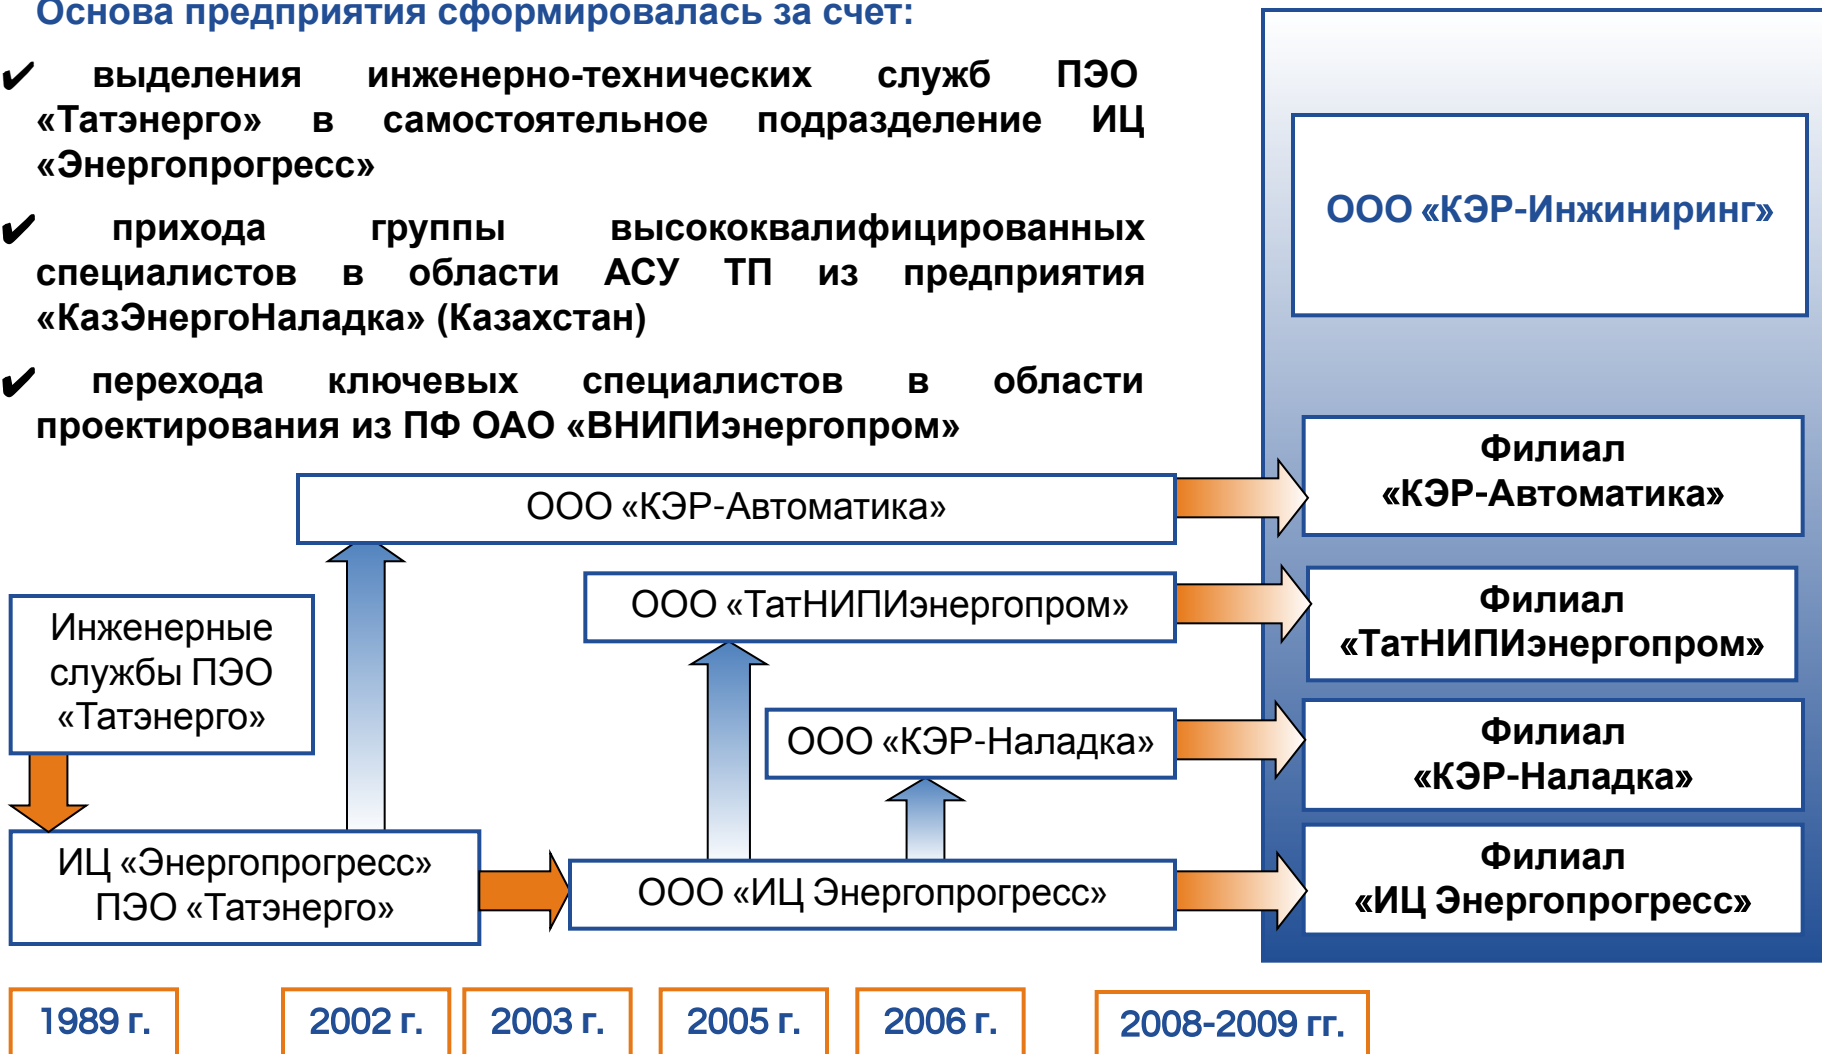 Основа предприятия сформировалась за счет:
✔ выделения инженерно-технических служб ПЭО
«Татэнерго» в самостоятельное подразделение ИЦ
«Энергопрогресс»
✔ прихода группы высококвалифицированных
специалистов в области АСУ ТП из предприятия
«КазЭнергоНаладка» (Казахстан)
✔ перехода ключевых специалистов в области
проектирования из ПФ ОАО «ВНИПИэнергопром»
ООО «КЭР-Инжиниринг»
ООО «КЭР-Автоматика»
Филиал
«КЭР-Автоматика»
ООО «ТатНИПИэнергопром»
Филиал
«ТатНИПИэнергопром»
Инженерные
службы ПЭО
«Татэнерго»
ООО «КЭР-Наладка»
Филиал
«КЭР-Наладка»
ИЦ «Энергопрогресс»
ПЭО «Татэнерго»
ООО «ИЦ Энергопрогресс»
Филиал
«ИЦ Энергопрогресс»
1989 г.
2002 г.
2003 г.
2005 г.
2006 г.
2008-2009 гг.